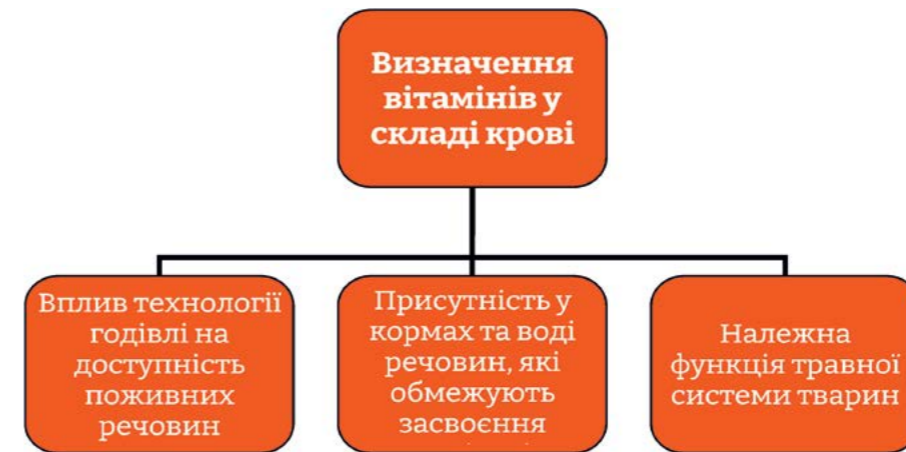 Визначення
вітамінів у
складі крові
Вплив технології
годівлі на
доступність
поживних
речовин
Присутність у
кормах та воді
речовин, які
обмежують
засвоєння
Належна
функція травної
системи тварин